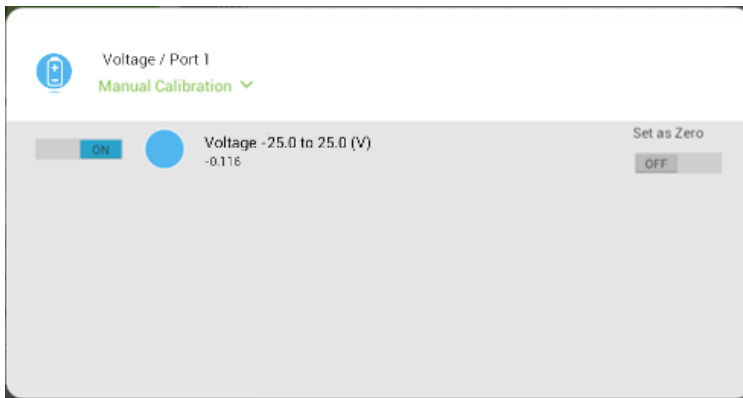 Voltage / Port 1
Manual Calibration
ON
Voltage -25.0 to 25.0 (V)
-0.116
Set as Zero
OFF